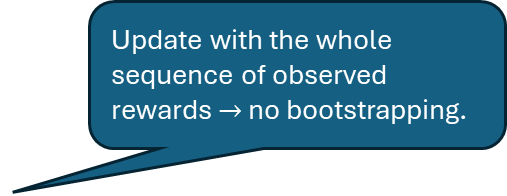 Update with the whole
sequence of observed
rewards → no bootstrapping.